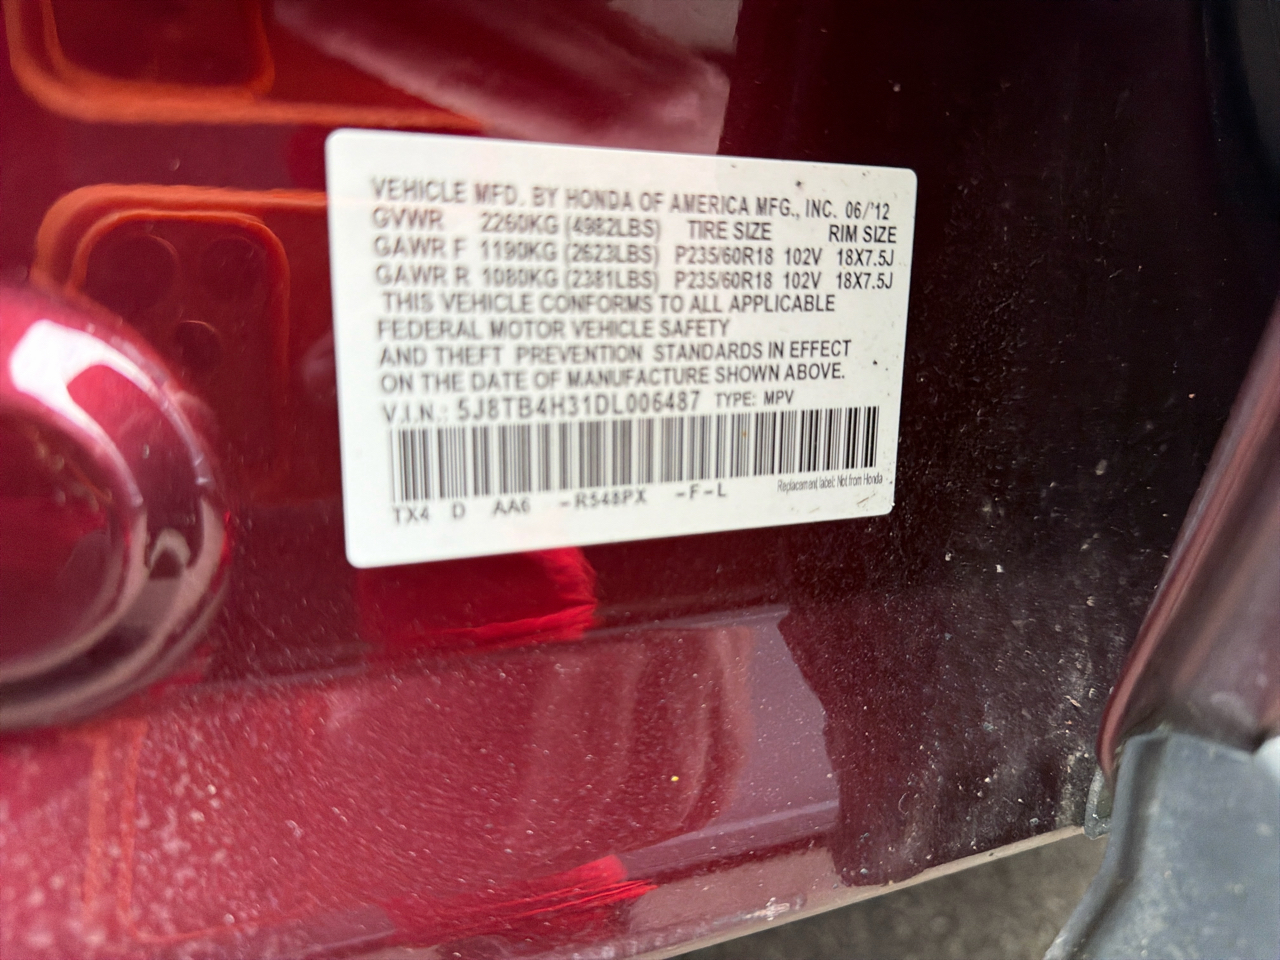 VEHICLE MFD. BY HONDA OF AMERICA MFG., INC. 06/'12
GVWR 2260KG (4982LBS) TIRE SIZE RIM SIZE
GAWR F 1190KG (2623LBS) P235/60R18 102V 18X7.5J
GAWR R 1080KG (2381LBS) P235/60R18 102V 18X7.5J
THIS VEHICLE CONFORMS TO ALL APPLICABLE
FEDERAL MOTOR VEHICLE SAFETY
AND THEFT PREVENTION STANDARDS IN EFFECT
ON THE DATE OF MANUFACTURE SHOWN ABOVE.
V.I.N.: 5J8TB4H31DL006487 TYPE: MPV
Replacement label: Not from Honda
TX4 D AA6 -R548PX -F-L